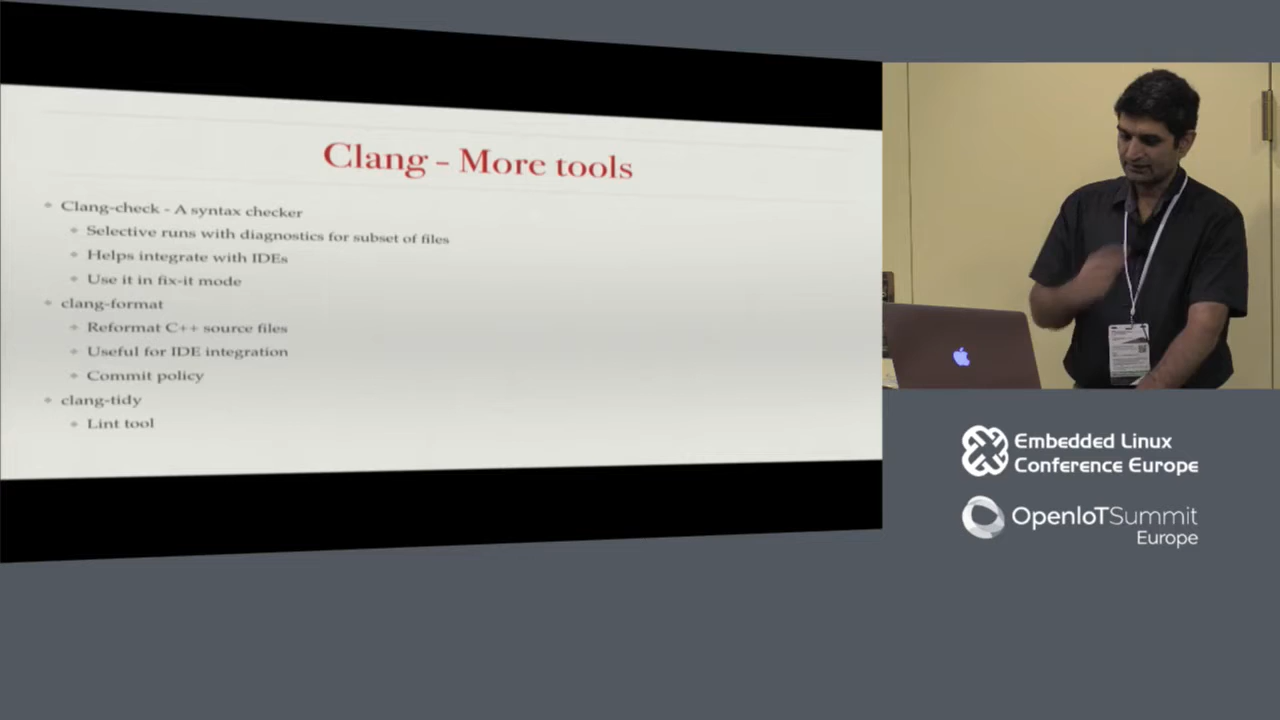 Clang – More tools
Clang-check - A syntax checker
Selective runs with diagnostics for subset of files
Helps integrate with IDEs
Use it in fix-it mode
clang-format
Reformat C++ source files
Useful for IDE integration
Commit policy
clang-tidy
Lint tool
Embedded Linux
Conference Europe
OpenIoTSummit
Europe